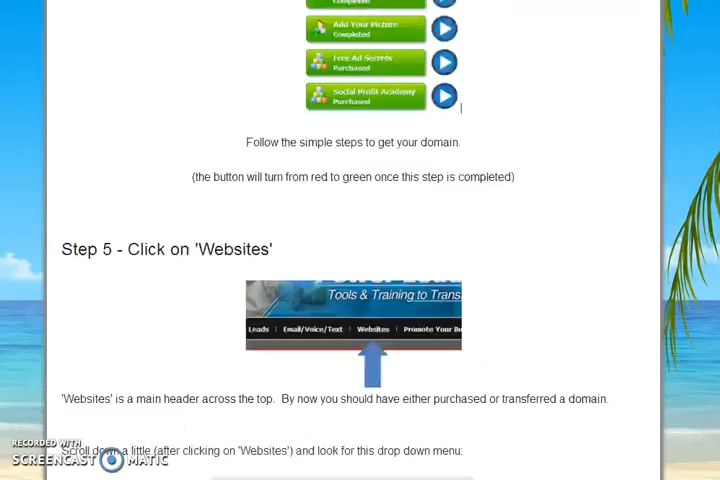 Completed
Add Your Picture
Completed
Free Ad Secrets
Purchased
Social Profit Academy
Purchased
Follow the simple steps to get your domain.
(the button will turn from red to green once this step is completed)
Step 5 - Click on 'Websites'
Tools & Training to Trans
Leads | Email/Voice/Text | Websites | Promote Your Bu
'Websites' is a main header across the top. By now you should have either purchased or transferred a domain.
Scroll down a little (after clicking on 'Websites') and look for this drop down menu:
RECORDED WITH
SCREENCAST MATIC